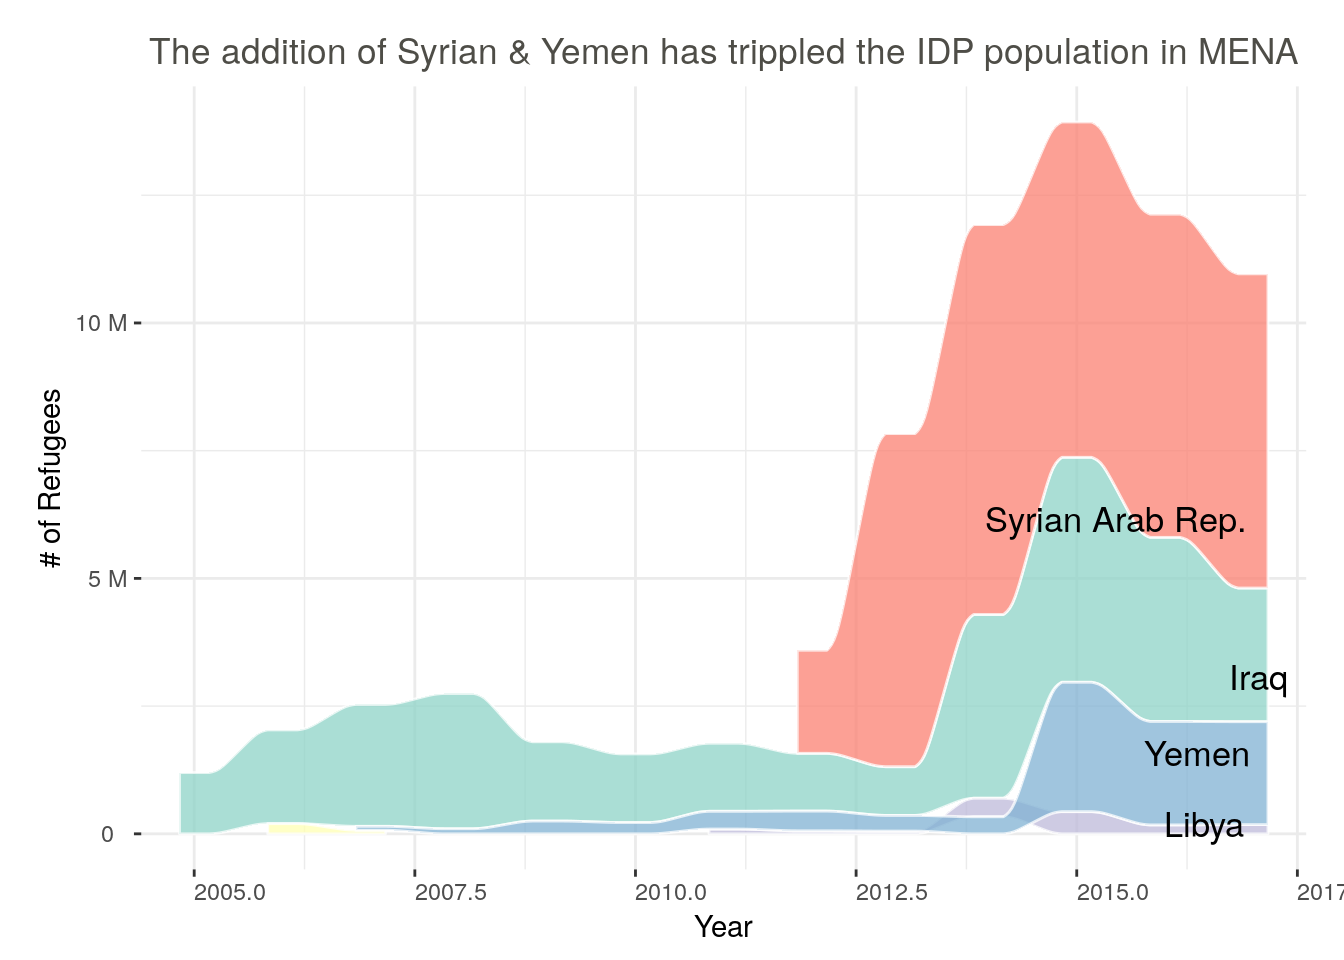 The addition of Syrian & Yemen has trippled the IDP population in MENA
10 M
5 M
0
# of Refugees
Syrian Arab Rep.
Iraq
Yemen
Libya
2005.0 2007.5 2010.0 2012.5 2015.0 2017
Year